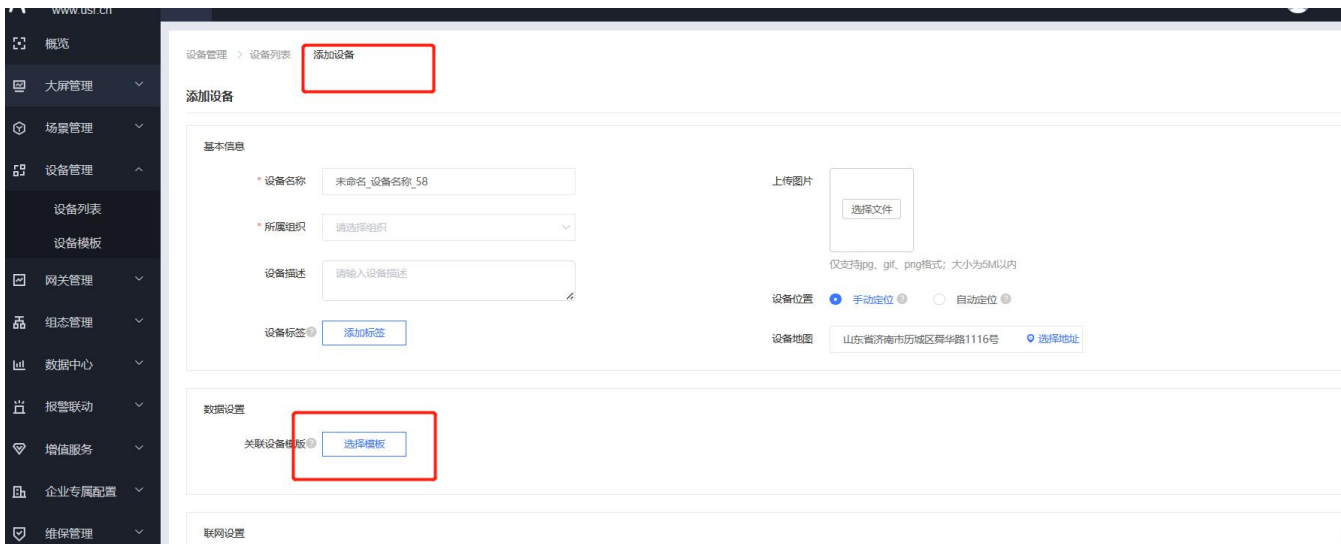 www.usr.cn
概览
大屏管理
场景管理
设备管理
设备列表
设备模板
网关管理
组态管理
数据中心
报警联动
增值服务
企业专属配置
维保管理
设备管理 > 设备列表 添加设备
添加设备
基本信息
* 设备名称 未命名_设备名称_58
* 所属组织 请选择组织
设备描述 请输入设备描述
设备标签 添加标签
上传图片 选择文件
仅支持jpg、gif、png格式；大小为5M以内
设备位置 手动定位 自动定位
设备地图 山东省济南市历城区舜华路1116号 选择地址
数据设置
关联设备模版 选择模板
联网设置